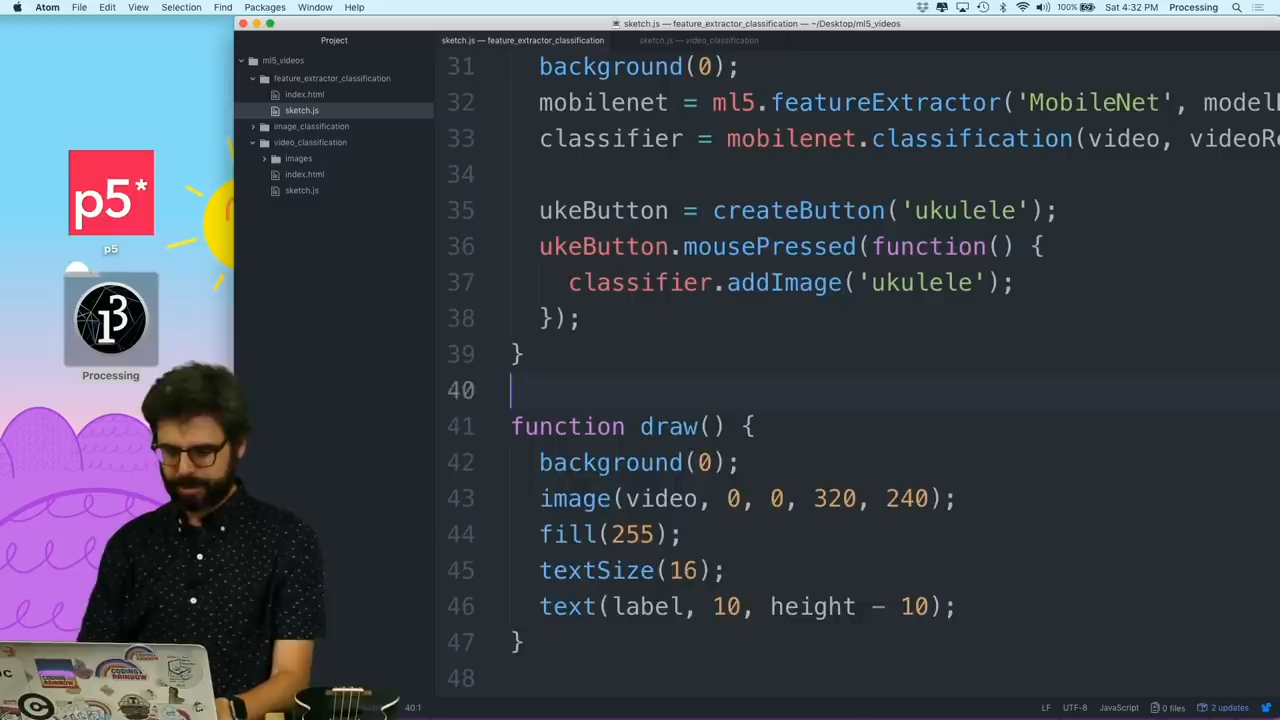 Atom File Edit View Selection Find Packages Window Help
100% Sat 4:32 PM Processing
sketch.js — feature_extractor_classification — ~/Desktop/ml5_videos
Project
sketch.js — feature_extractor_classification
sketch.js — video_classification
ml5_videos
feature_extractor_classification
index.html
sketch.js
image_classification
video_classification
images
index.html
sketch.js
p5*
p5
Processing
31 background(0);
32 mobilenet = ml5.featureExtractor('MobileNet', model
33 classifier = mobilenet.classification(video, videoRe
34
35 ukeButton = createButton('ukulele');
36 ukeButton.mousePressed(function() {
37 classifier.addImage('ukulele');
38 });
39 }
40
41 function draw() {
42 background(0);
43 image(video, 0, 0, 320, 240);
44 fill(255);
45 textSize(16);
46 text(label, 10, height - 10);
47 }
48
CODING
RAINBOW
40:1
LF UTF-8 JavaScript 0 files 2 updates